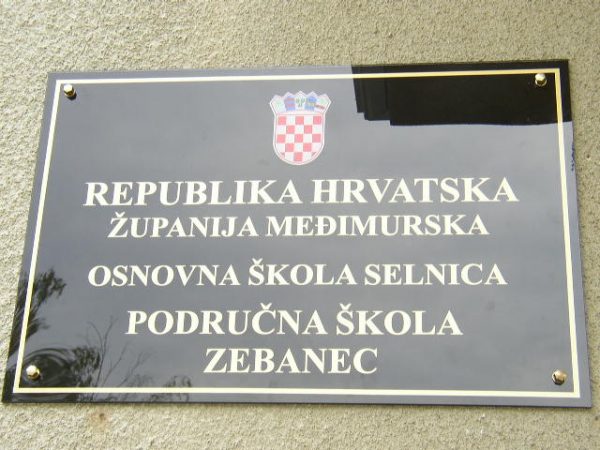 REPUBLIKA HRVATSKA
ŽUPANIJA MEĐIMURSKA
OSNOVNA ŠKOLA SELNICA
PODRUČNA ŠKOLA
ZEBANEC